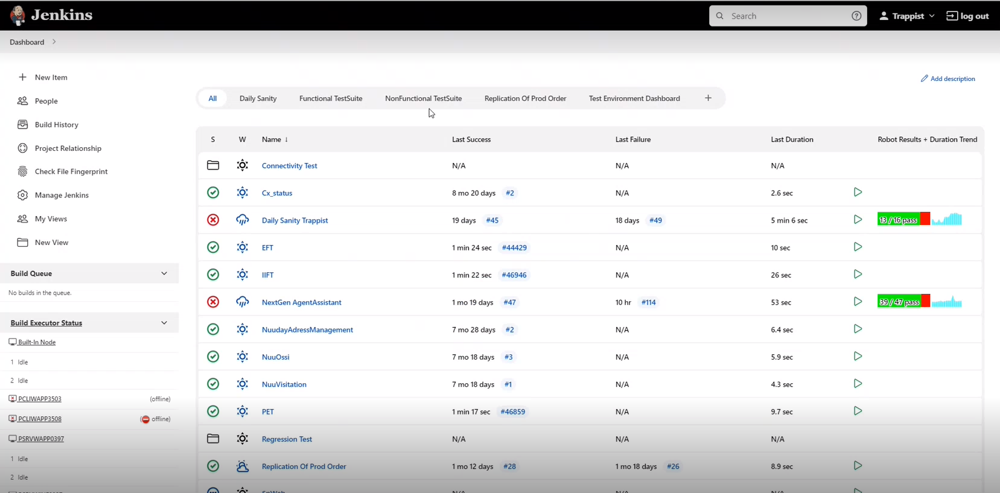 Jenkins
Search
Trappist
log out
Dashboard
New Item
People
Build History
Project Relationship
Check File Fingerprint
Manage Jenkins
My Views
New View
Build Queue
No builds in the queue.
Build Executor Status
Built-In Node
1 Idle
2 Idle
PCLIWAPP3503 (offline)
PCLIWAPP3508 (offline)
PSRVWAPP0397
1 Idle
2 Idle
Add description
All Daily Sanity Functional TestSuite NonFunctional TestSuite Replication Of Prod Order Test Environment Dashboard +
S W Name ↓ Last Success Last Failure Last Duration Robot Results + Duration Trend
Connectivity Test N/A N/A N/A
Cx_status 8 mo 20 days #2 N/A 2.6 sec
Daily Sanity Trappist 19 days #45 18 days #49 5 min 6 sec 13 / 16 pass
EFT 1 min 24 sec #44429 N/A 10 sec
IIFT 1 min 22 sec #46946 N/A 26 sec
NextGen AgentAssistant 1 mo 19 days #47 10 hr #114 53 sec 39 / 47 pass
NuudayAdressManagement 7 mo 28 days #2 N/A 6.4 sec
NuuOssi 7 mo 18 days #3 N/A 5.9 sec
NuuVisitation 7 mo 18 days #1 N/A 4.3 sec
PET 1 min 17 sec #46859 N/A 9.7 sec
Regression Test N/A N/A N/A
Replication Of Prod Order 1 mo 12 days #28 1 mo 18 days #26 8.9 sec